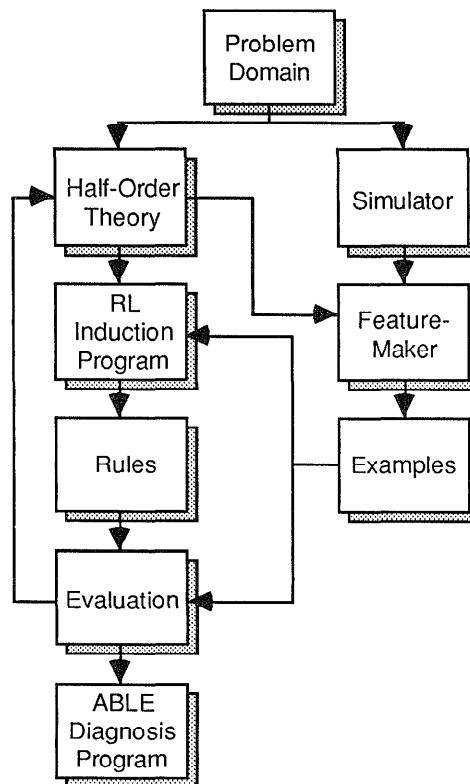 Problem
Domain
Half-Order
Theory
Simulator
RL
Induction
Program
Feature-
Maker
Rules
Examples
Evaluation
ABLE
Diagnosis
Program